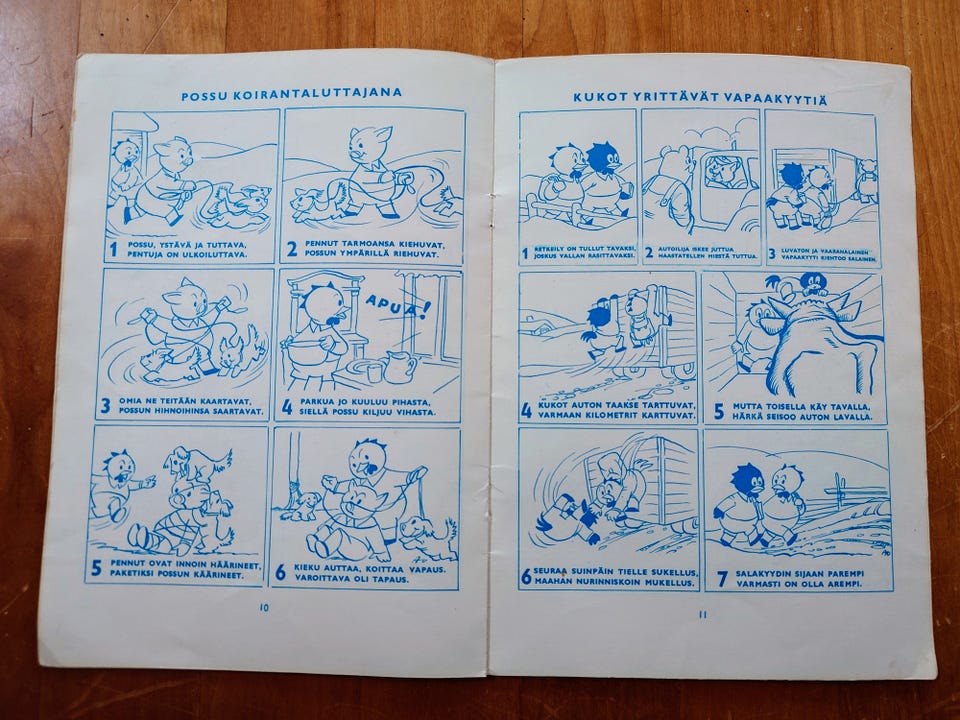 POSSU KOIRANTALUTTAJANA
1 POSSU, YSTÄVÄ JA TUTTAVA,
PENTUJA ON ULKOILUTTAVA.
2 PENNUT TARMOANSA KIEHUVAT,
POSSUN YMPÄRILLÄ RIEHUVAT.
3 OMIA NE TEITÄÄN KAARTAVAT,
POSSUN HIHNOIHINSA SAARTAVAT.
APUA!
4 PARKUA JO KUULUU PIHASTA,
SIELLÄ POSSU KILJUU VIHASTA.
5 PENNUT OVAT INNOIN HÄÄRINEET,
PAKETIKSI POSSUN KÄÄRINEET.
6 KIEKU AUTTAA, KOITTAA VAPAUS.
VAROITTAVA OLI TAPAUS.
10
KUKOT YRITTÄVÄT VAPAAKYYTIÄ
1 RETKEILY ON TULLUT TAVAKSI,
JOSKUS VALLAN RASITTAVAKSI.
2 AUTOILIJA ISKEE JUTTUA
HAASTATELLEN MIESTÄ TUTTUA.
3 LUVATON JA VAARANALAINEN
VAPAAKYYTI KIEHTOO SALAINEN.
4 KUKOT AUTON TAAKSE TARTTUVAT,
VARMAAN KILOMETRIT KARTTUVAT.
5 MUTTA TOISELLA KÄY TAVALLA,
HÄRKÄ SEISOO AUTON LAVALLA.
6 SEURAA SUINPÄIN TIELLE SUKELLUS,
MAAHAN NURINNISKOIN MUKELLUS.
7 SALAKYYDIN SIJAAN PAREMPI
VARMASTI ON OLLA AREMPI.
11